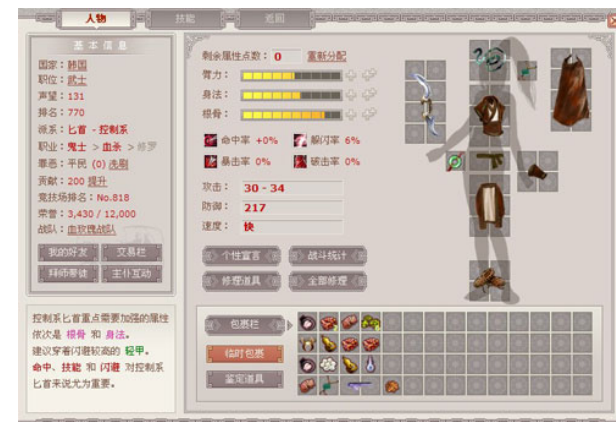 人物
技能
返回
基本信息
国家：韩国
职位：武士
声望：131
排名：770
派系：匕首 - 控制系
职业：鬼士 > 血杀 > 修罗
罪恶：平民 (0) 洗刷
贡献：200 提升
竞技场排名：No.818
荣誉：3,430 / 12,000
战队：血玫瑰战队
我的好友
交易栏
拜师带徒
主仆互动
控制系匕首重点需要加强的属性
依次是 根骨 和 身法。
建议穿着闪避较高的 轻甲。
命中、技能 和 闪避 对控制系
匕首来说尤为重要。
剩余属性点数：0 重新分配
臂力：
身法：
根骨：
命中率 +0%
躲闪率 6%
暴击率 0%
破击率 0%
攻击：30 - 34
防御：217
速度：快
个性宣言
战斗统计
修理道具
全部修理
包裹栏
临时包裹
鉴定道具